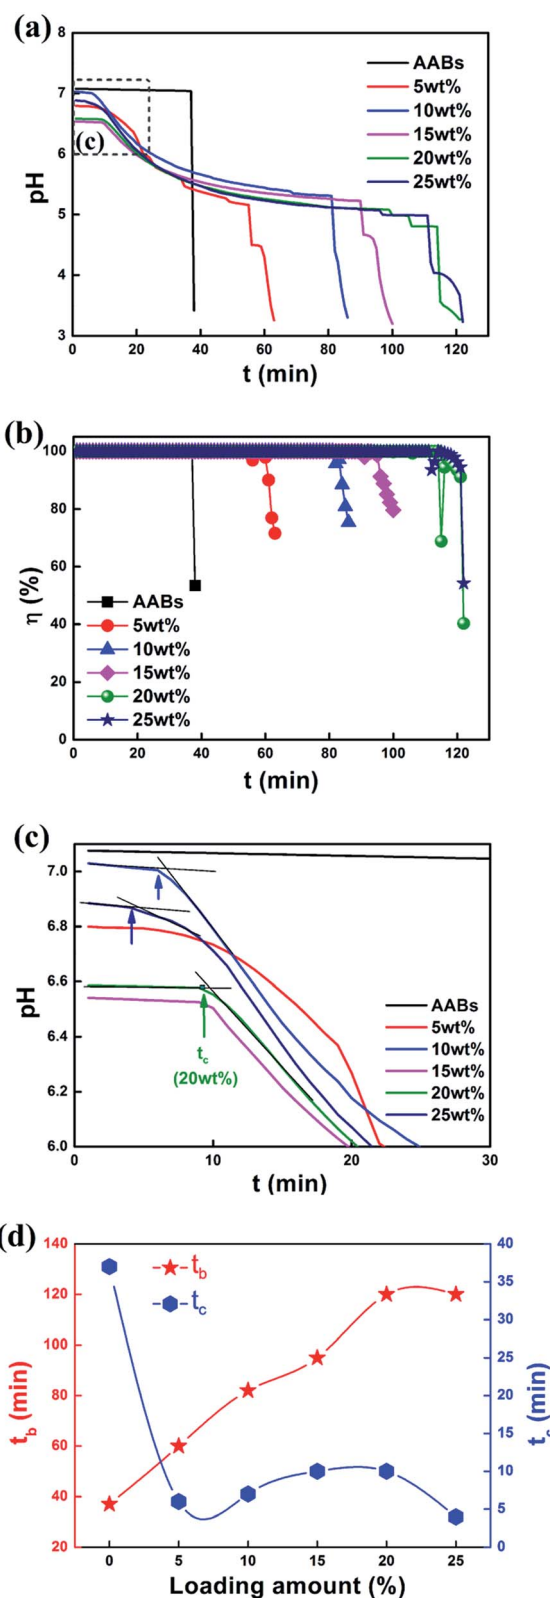 (a)
8
7
6
5
4
3
pH
(c)
AABs
5wt%
10wt%
15wt%
20wt%
25wt%
0 20 40 60 80 100 120
t (min)
(b)
100
80
60
40
20
0
η (%)
AABs
5wt%
10wt%
15wt%
20wt%
25wt%
0 20 40 60 80 100 120
t (min)
(c)
7.0
6.8
6.6
6.4
6.2
6.0
pH
t_c
(20wt%)
AABs
5wt%
10wt%
15wt%
20wt%
25wt%
0 10 20 30
t (min)
(d)
140
120
100
80
60
40
20
t_b (min)
t_b
t_c
40
35
30
25
20
15
10
5
0
t_c (min)
0 5 10 15 20 25
Loading amount (%)